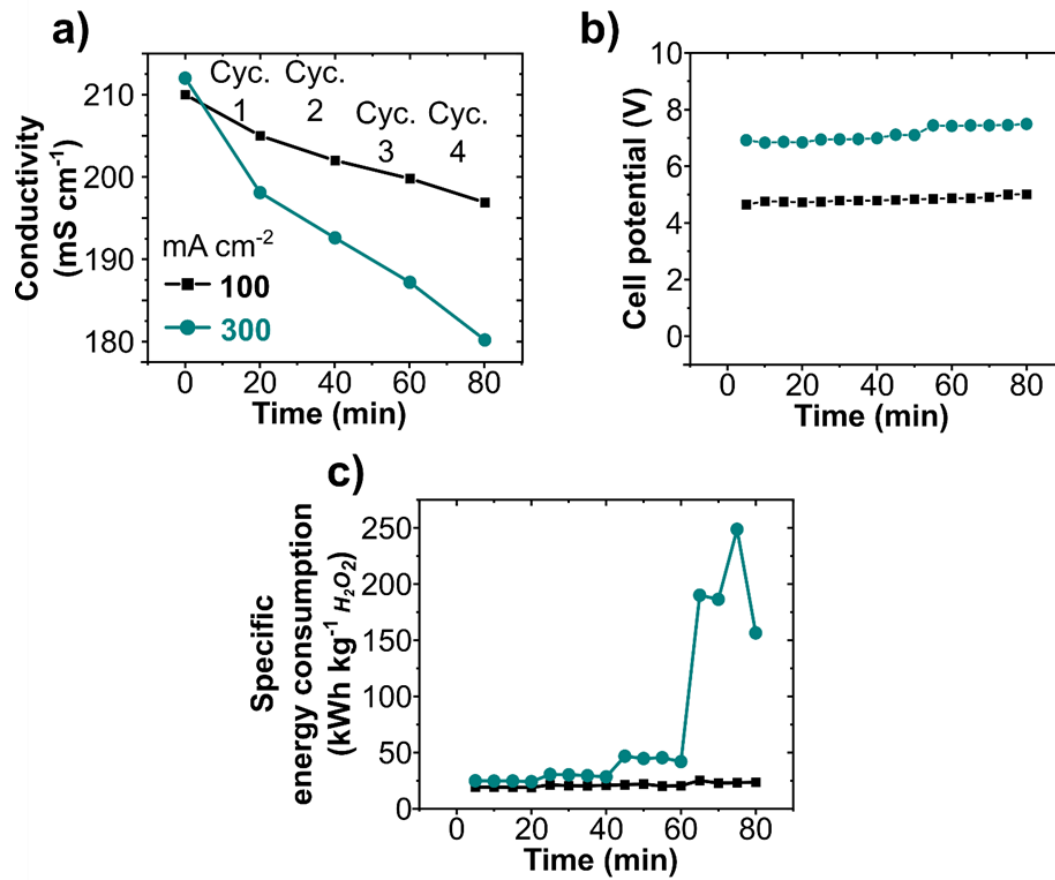 a)
Conductivity
(mS cm⁻¹)
210
200
190
180
Cyc.
1
Cyc.
2
Cyc.
3
Cyc.
4
mA cm⁻²
100
300
0 20 40 60 80
Time (min)
b)
Cell potential (V)
10
8
6
4
2
0
0 20 40 60 80
Time (min)
c)
Specific
energy consumption
(kWh kg⁻¹ H₂O₂)
250
200
150
100
50
0
0 20 40 60 80
Time (min)